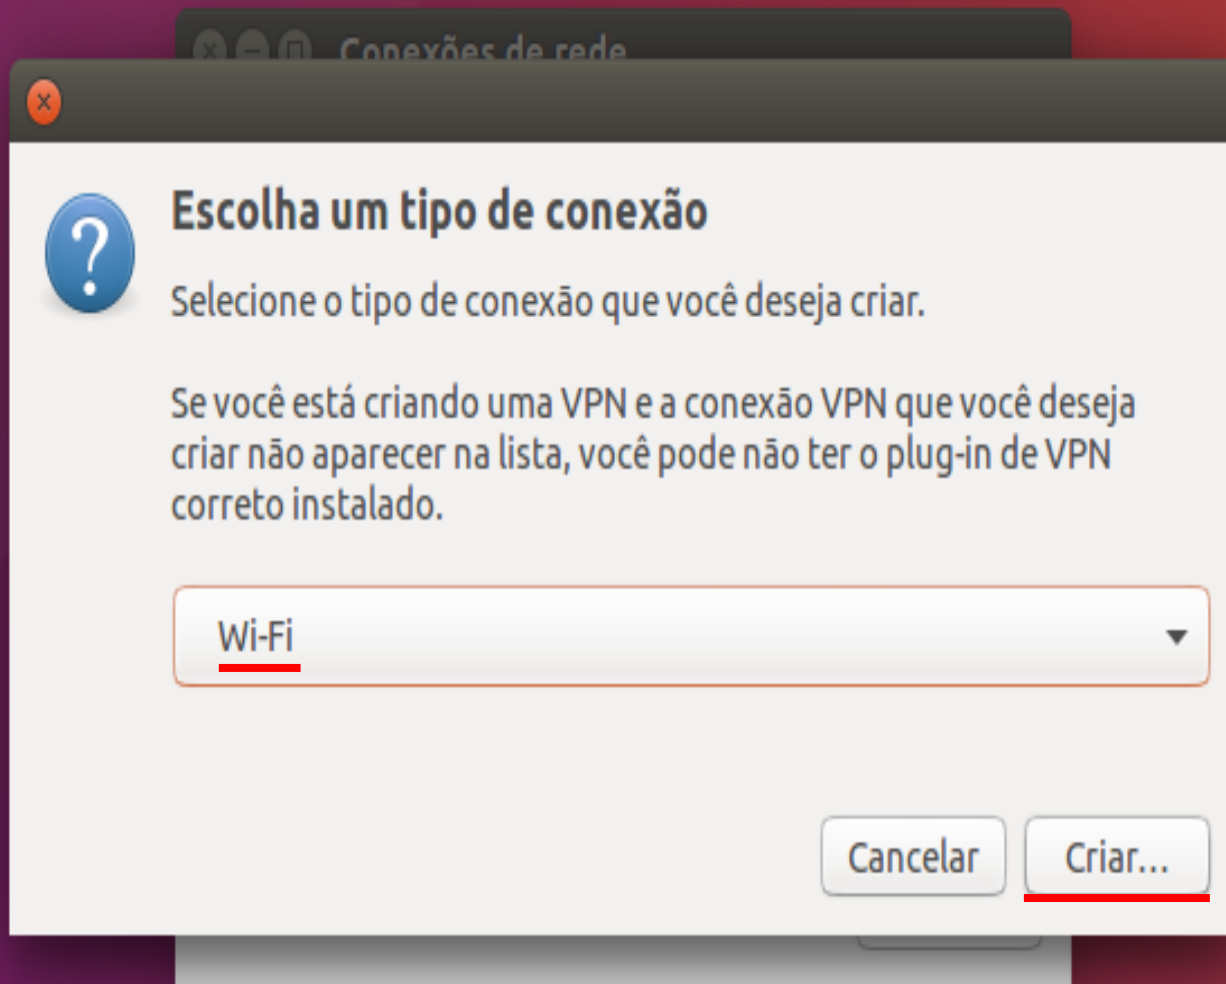 Conexões de rede
Escolha um tipo de conexão
Selecione o tipo de conexão que você deseja criar.
Se você está criando uma VPN e a conexão VPN que você deseja
criar não aparecer na lista, você pode não ter o plug-in de VPN
correto instalado.
Wi-Fi
Cancelar
Criar...